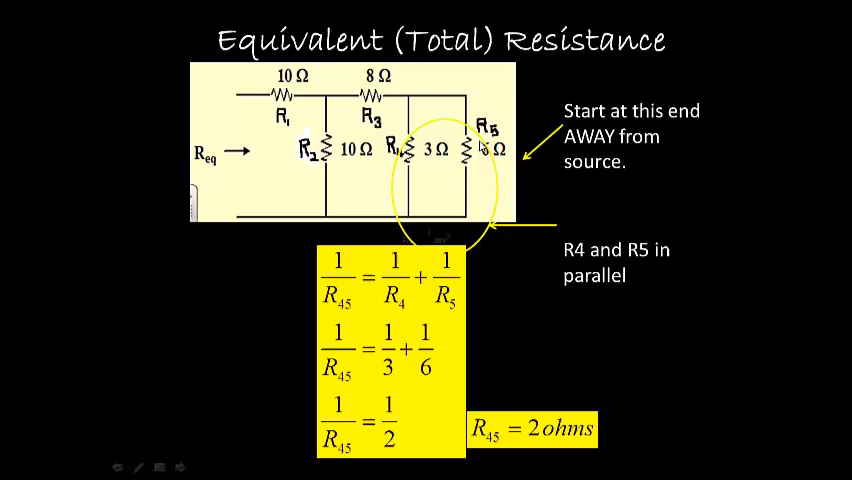 Equivalent (Total) Resistance
10 Ω 8 Ω
R1 R3 R5
Req R2 10 Ω R4 3 Ω Ω
Start at this end
AWAY from
source.
R4 and R5 in
parallel
1/R45 = 1/R4 + 1/R5
1/R45 = 1/3 + 1/6
1/R45 = 1/2
R45 = 2 ohms